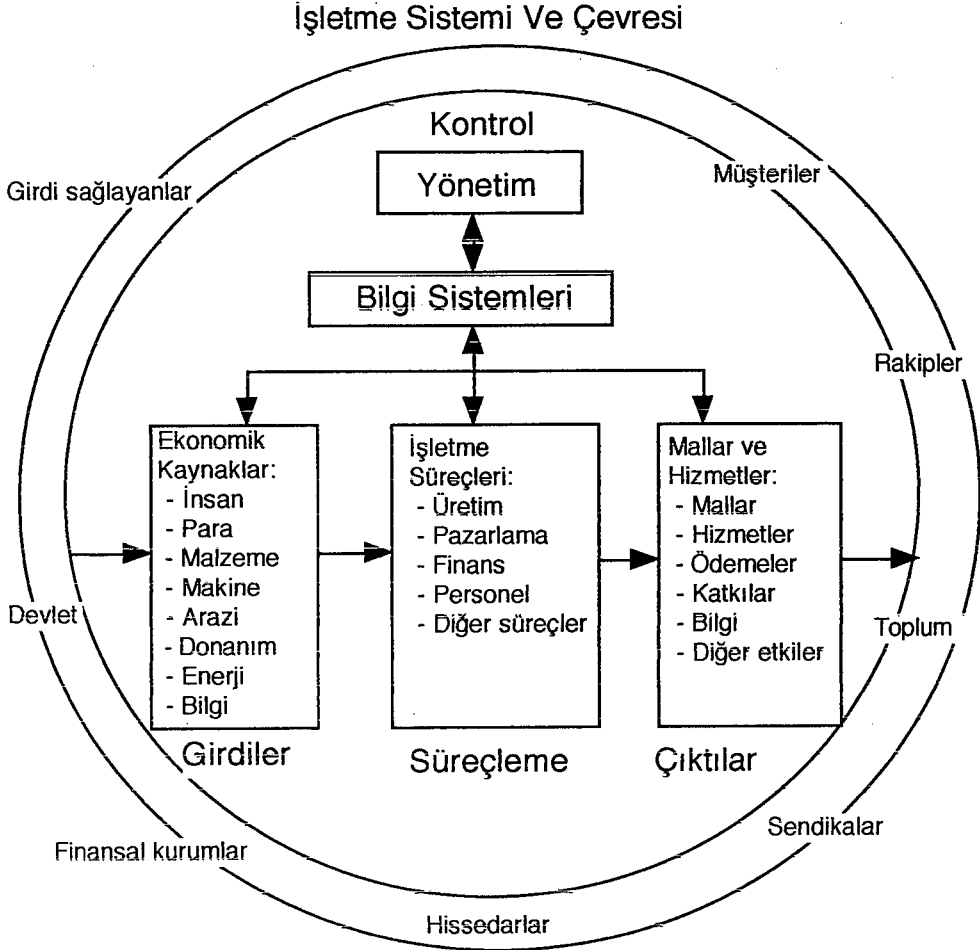 İşletme Sistemi Ve Çevresi
Kontrol
Yönetim
Girdi sağlayanlar
Müşteriler
Bilgi Sistemleri
Rakipler
Ekonomik
Kaynaklar:
- İnsan
- Para
- Malzeme
- Makine
- Arazi
- Donanım
- Enerji
- Bilgi
Girdiler
İşletme
Süreçleri:
- Üretim
- Pazarlama
- Finans
- Personel
- Diğer süreçler
Süreçleme
Mallar ve
Hizmetler:
- Mallar
- Hizmetler
- Ödemeler
- Katkılar
- Bilgi
- Diğer etkiler
Çıktılar
Devlet
Toplum
Finansal kurumlar
Sendikalar
Hissedarlar